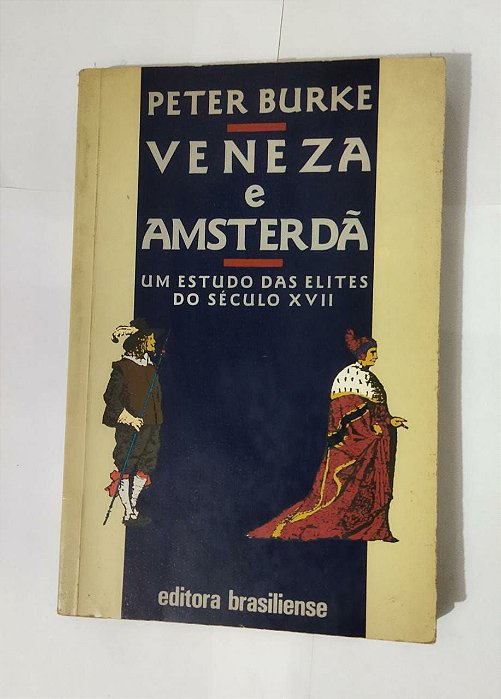 PETER BURKE
VENEZA
e
AMSTERDÃ
UM ESTUDO DAS ELITES
DO SÉCULO XVII
editora brasiliense